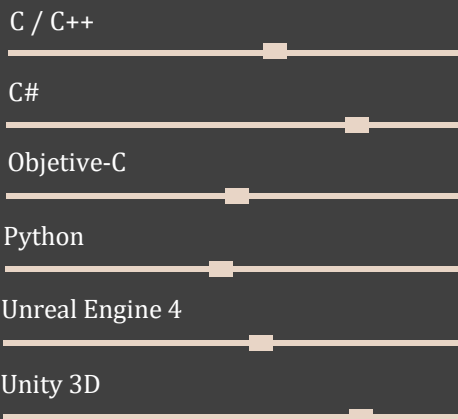 C / C++
C#
Objetive-C
Python
Unreal Engine 4
Unity 3D